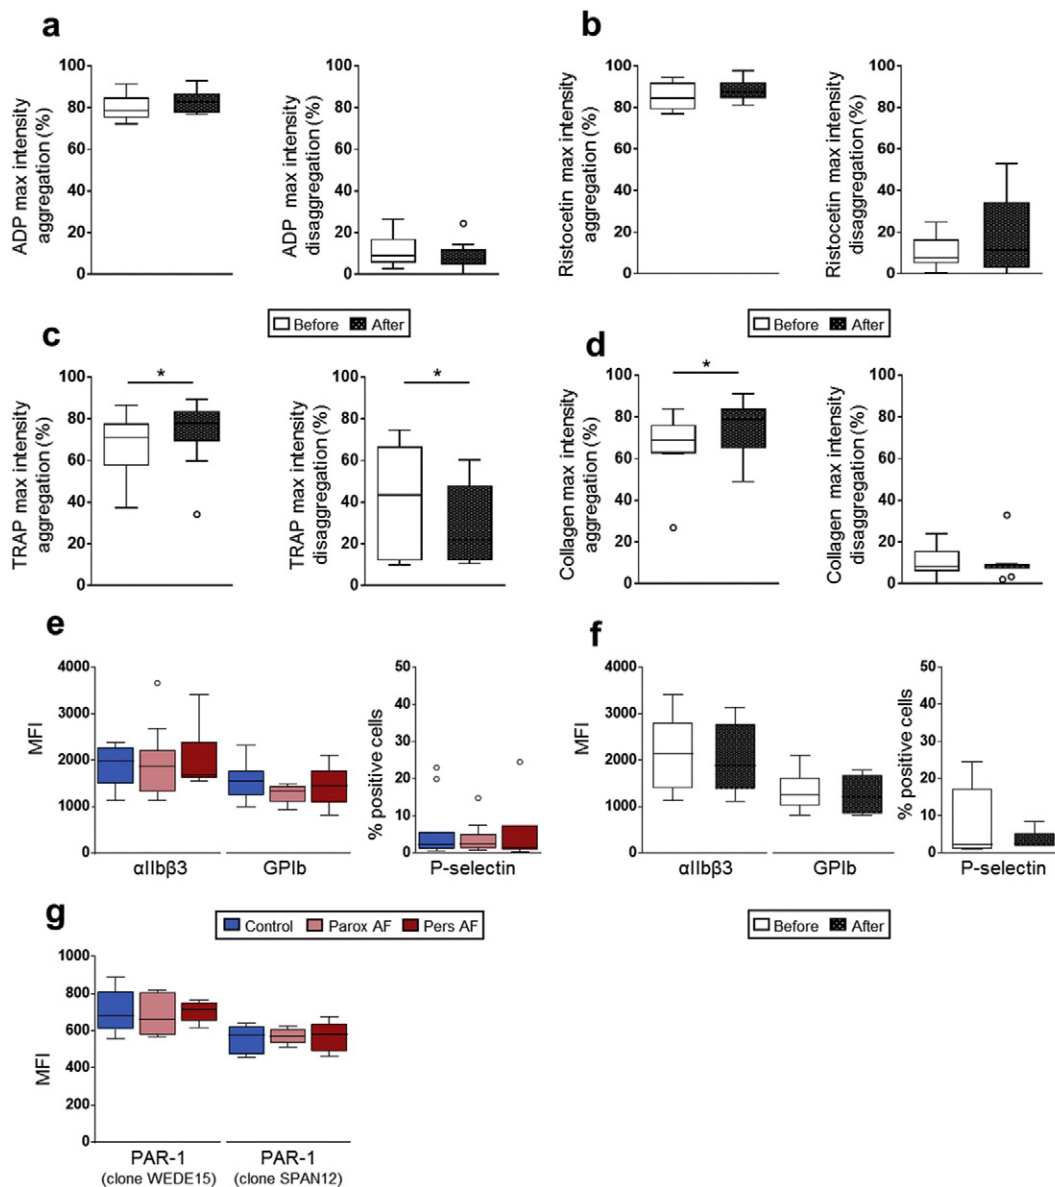 a
ADP max intensity
aggregation (%)
100
80
60
40
20
0
ADP max intensity
disaggregation (%)
100
80
60
40
20
0
b
Ristocetin max intensity
aggregation (%)
100
80
60
40
20
0
Ristocetin max intensity
disaggregation (%)
100
80
60
40
20
0
Before After
Before After
c
TRAP max intensity
aggregation (%)
100
80
60
40
20
0
*
TRAP max intensity
disaggregation (%)
100
80
60
40
20
0
*
d
Collagen max intensity
aggregation (%)
100
80
60
40
20
0
*
Collagen max intensity
disaggregation (%)
100
80
60
40
20
0
e
MFI
4000
3000
2000
1000
0
αIIbβ3 GPIb
% positive cells
50
40
30
20
10
0
P-selectin
f
MFI
4000
3000
2000
1000
0
αIIbβ3 GPIb
% positive cells
50
40
30
20
10
0
P-selectin
Control Parox AF Pers AF
Before After
g
MFI
1000
800
600
400
200
0
PAR-1 PAR-1
(clone WEDE15) (clone SPAN12)